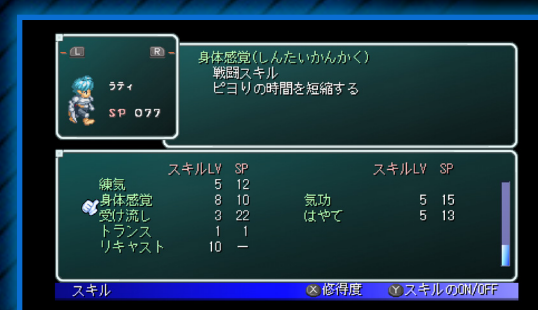 L R
ラティ
SP 077
身体感覚(しんたいかんかく)
戦闘スキル
ピヨりの時間を短縮する
スキルLV SP スキルLV SP
錬気 5 12
身体感覚 8 10 気功 5 15
受け流し 3 22 はやて 5 13
トランス 1 1
リキャスト 10 ―
スキル Ⓧ修得度 ⓎスキルのON/OFF